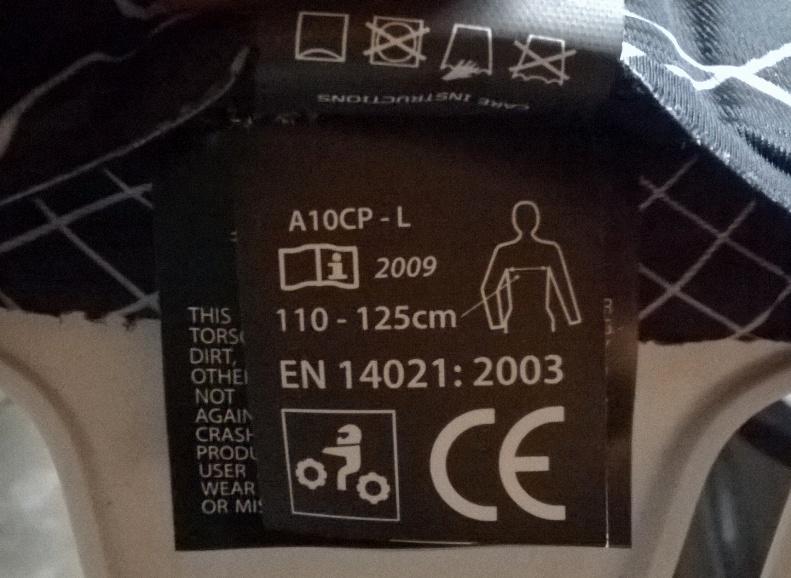 CARE INSTRUCTIONS
A10CP - L
2009
110 - 125cm
EN 14021: 2003
CE
THIS
TORSO
DIRT,
OTHE
NOT
AGAIN
CRASH
PRODU
USER
WEAR
OR MIS